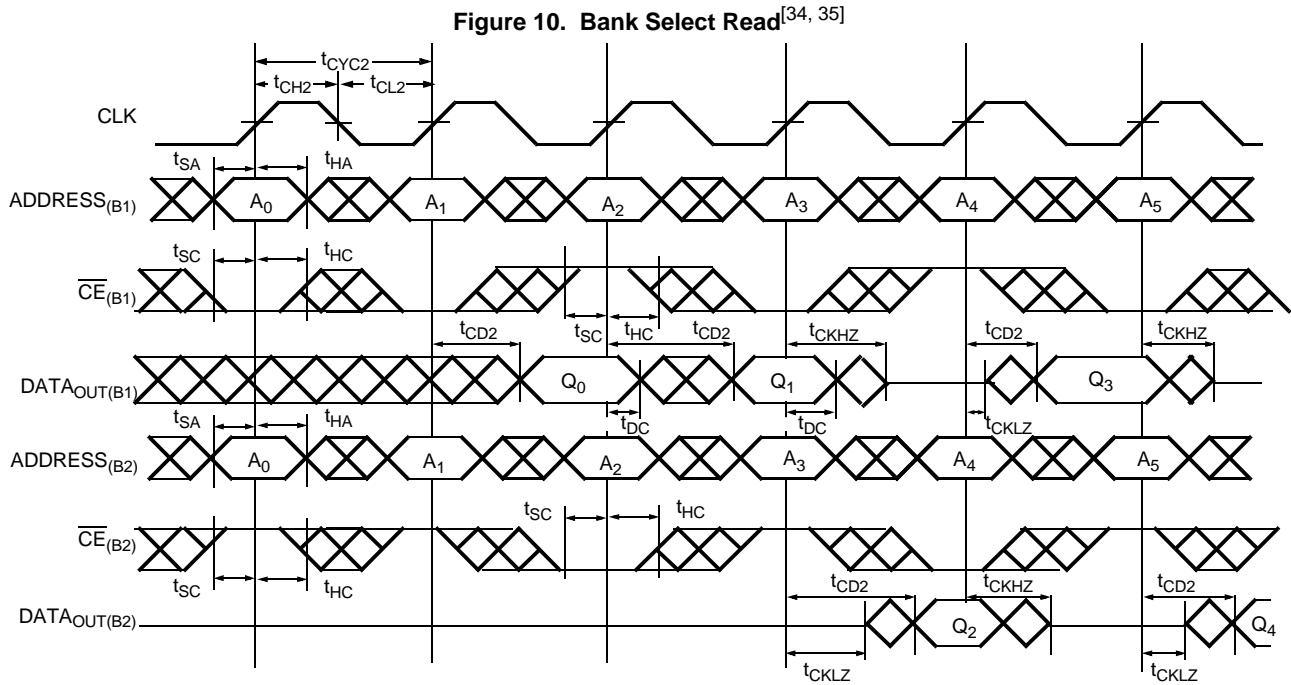 Figure 10. Bank Select Read[34, 35]
tCYC2
tCH2 tCL2
CLK
tSA tHA
ADDRESS(B1) A0 A1 A2 A3 A4 A5
tSC tHC
CE(B1)
tCD2 tSC tHC tCD2 tCKHZ tCD2 tCKHZ
DATAOUT(B1) Q0 Q1 Q3
tSA tHA tDC tDC tCKLZ
ADDRESS(B2) A0 A1 A2 A3 A4 A5
tSC tHC
CE(B2)
tSC tHC tCD2 tCKHZ tCD2
DATAOUT(B2) Q2 Q4
tCKLZ tCKLZ